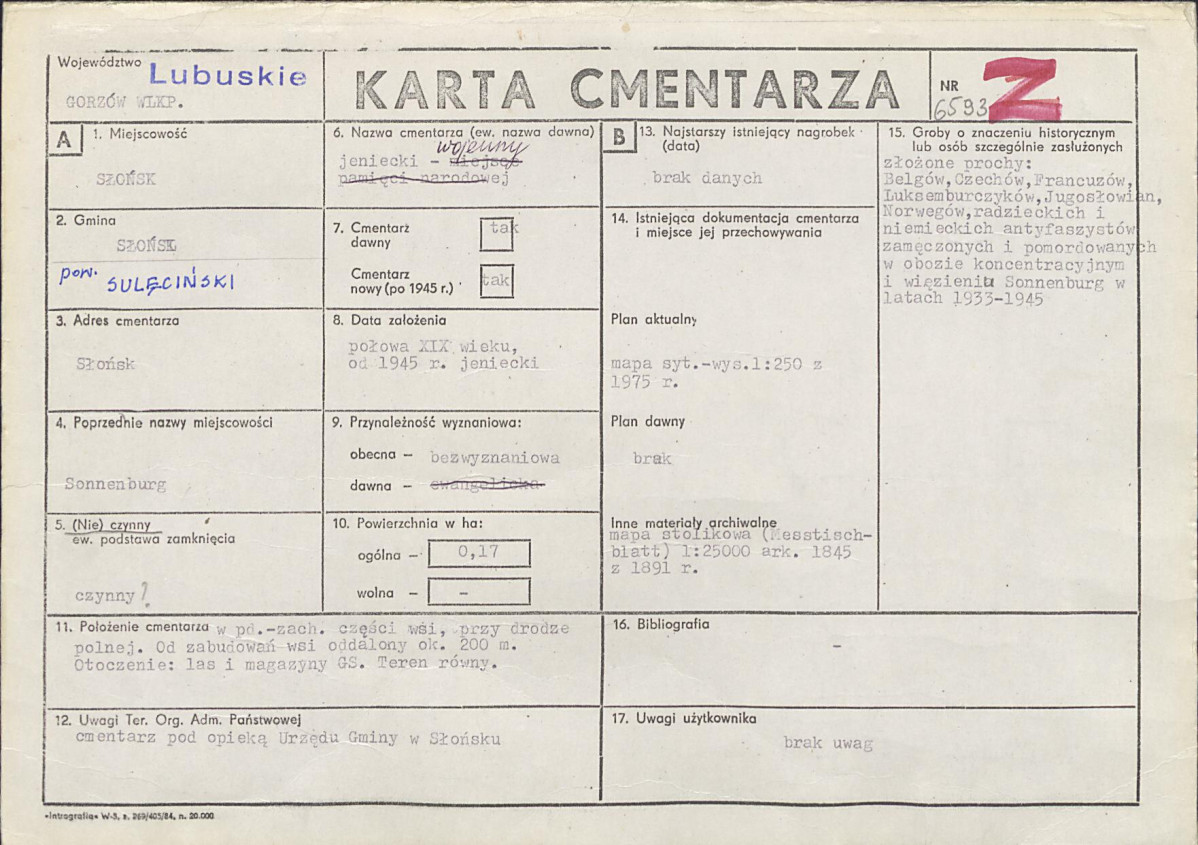 Województwo Lubuskie
GORZÓW WLKP.
KARTA CMENTARZA
NR
6593
Z
A
1. Miejscowość
SŁOŃSK
2. Gmina
SŁOŃSK
pow. SULĘCIŃSKI
3. Adres cmentarza
Słońsk
4. Poprzednie nazwy miejscowości
Sonnenburg
5. (Nie) czynny
ew. podstawa zamknięcia
czynny?
6. Nazwa cmentarza (ew. nazwa dawna)
wojenny
jeniecki - miejsce
pamięci narodowej
7. Cmentarz
dawny
tak
Cmentarz
nowy (po 1945 r.)
tak
8. Data założenia
połowa XIX wieku,
od 1945 r. jeniecki
9. Przynależność wyznaniowa:
obecna - bezwyznaniowa
dawna - ewangelicka
10. Powierzchnia w ha:
ogólna - 0,17
wolna - -
B
13. Najstarszy istniejący nagrobek
(data)
brak danych
14. Istniejąca dokumentacja cmentarza
i miejsce jej przechowywania
Plan aktualny
mapa syt.-wys.1:250 z
1975 r.
Plan dawny
brak
Inne materiały archiwalne
mapa stolikowa (Messtisch-
blatt) 1:25000 ark. 1845
z 1891 r.
15. Groby o znaczeniu historycznym
lub osób szczególnie zasłużonych
złożone prochy:
Belgów,Czechów,Francuzów,
Luksemburczyków,Jugosłowian,
Norwegów,radzieckich i
niemieckich antyfaszystów
zamęczonych i pomordowanych
w obozie koncentracyjnym
i więzieniu Sonnenburg w
latach 1933-1945
11. Położenie cmentarza w pd.-zach. części wsi, przy drodze
polnej. Od zabudowań wsi oddalony ok. 200 m.
Otoczenie: las i magazyny GS. Teren równy.
16. Bibliografia
-
12. Uwagi Ter. Org. Adm. Państwowej
cmentarz pod opieką Urzędu Gminy w Słońsku
17. Uwagi użytkownika
brak uwag
«Intrografia» W-3, z. 269/405/84, n. 20.000